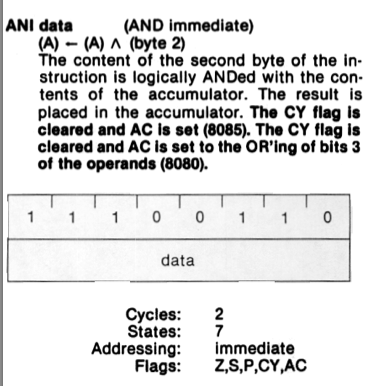 ANI data (AND immediate)
(A) ← (A) ∧ (byte 2)
The content of the second byte of the in-
struction is logically ANDed with the con-
tents of the accumulator. The result is
placed in the accumulator. The CY flag is
cleared and AC is set (8085). The CY flag is
cleared and AC is set to the OR'ing of bits 3
of the operands (8080).
1 1 1 0 0 1 1 0
data
Cycles: 2
States: 7
Addressing: immediate
Flags: Z,S,P,CY,AC